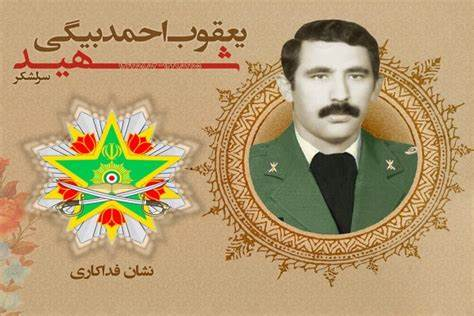 یعقوب احمدبیگی
شهید
سرلشکر
نشان فداکاری